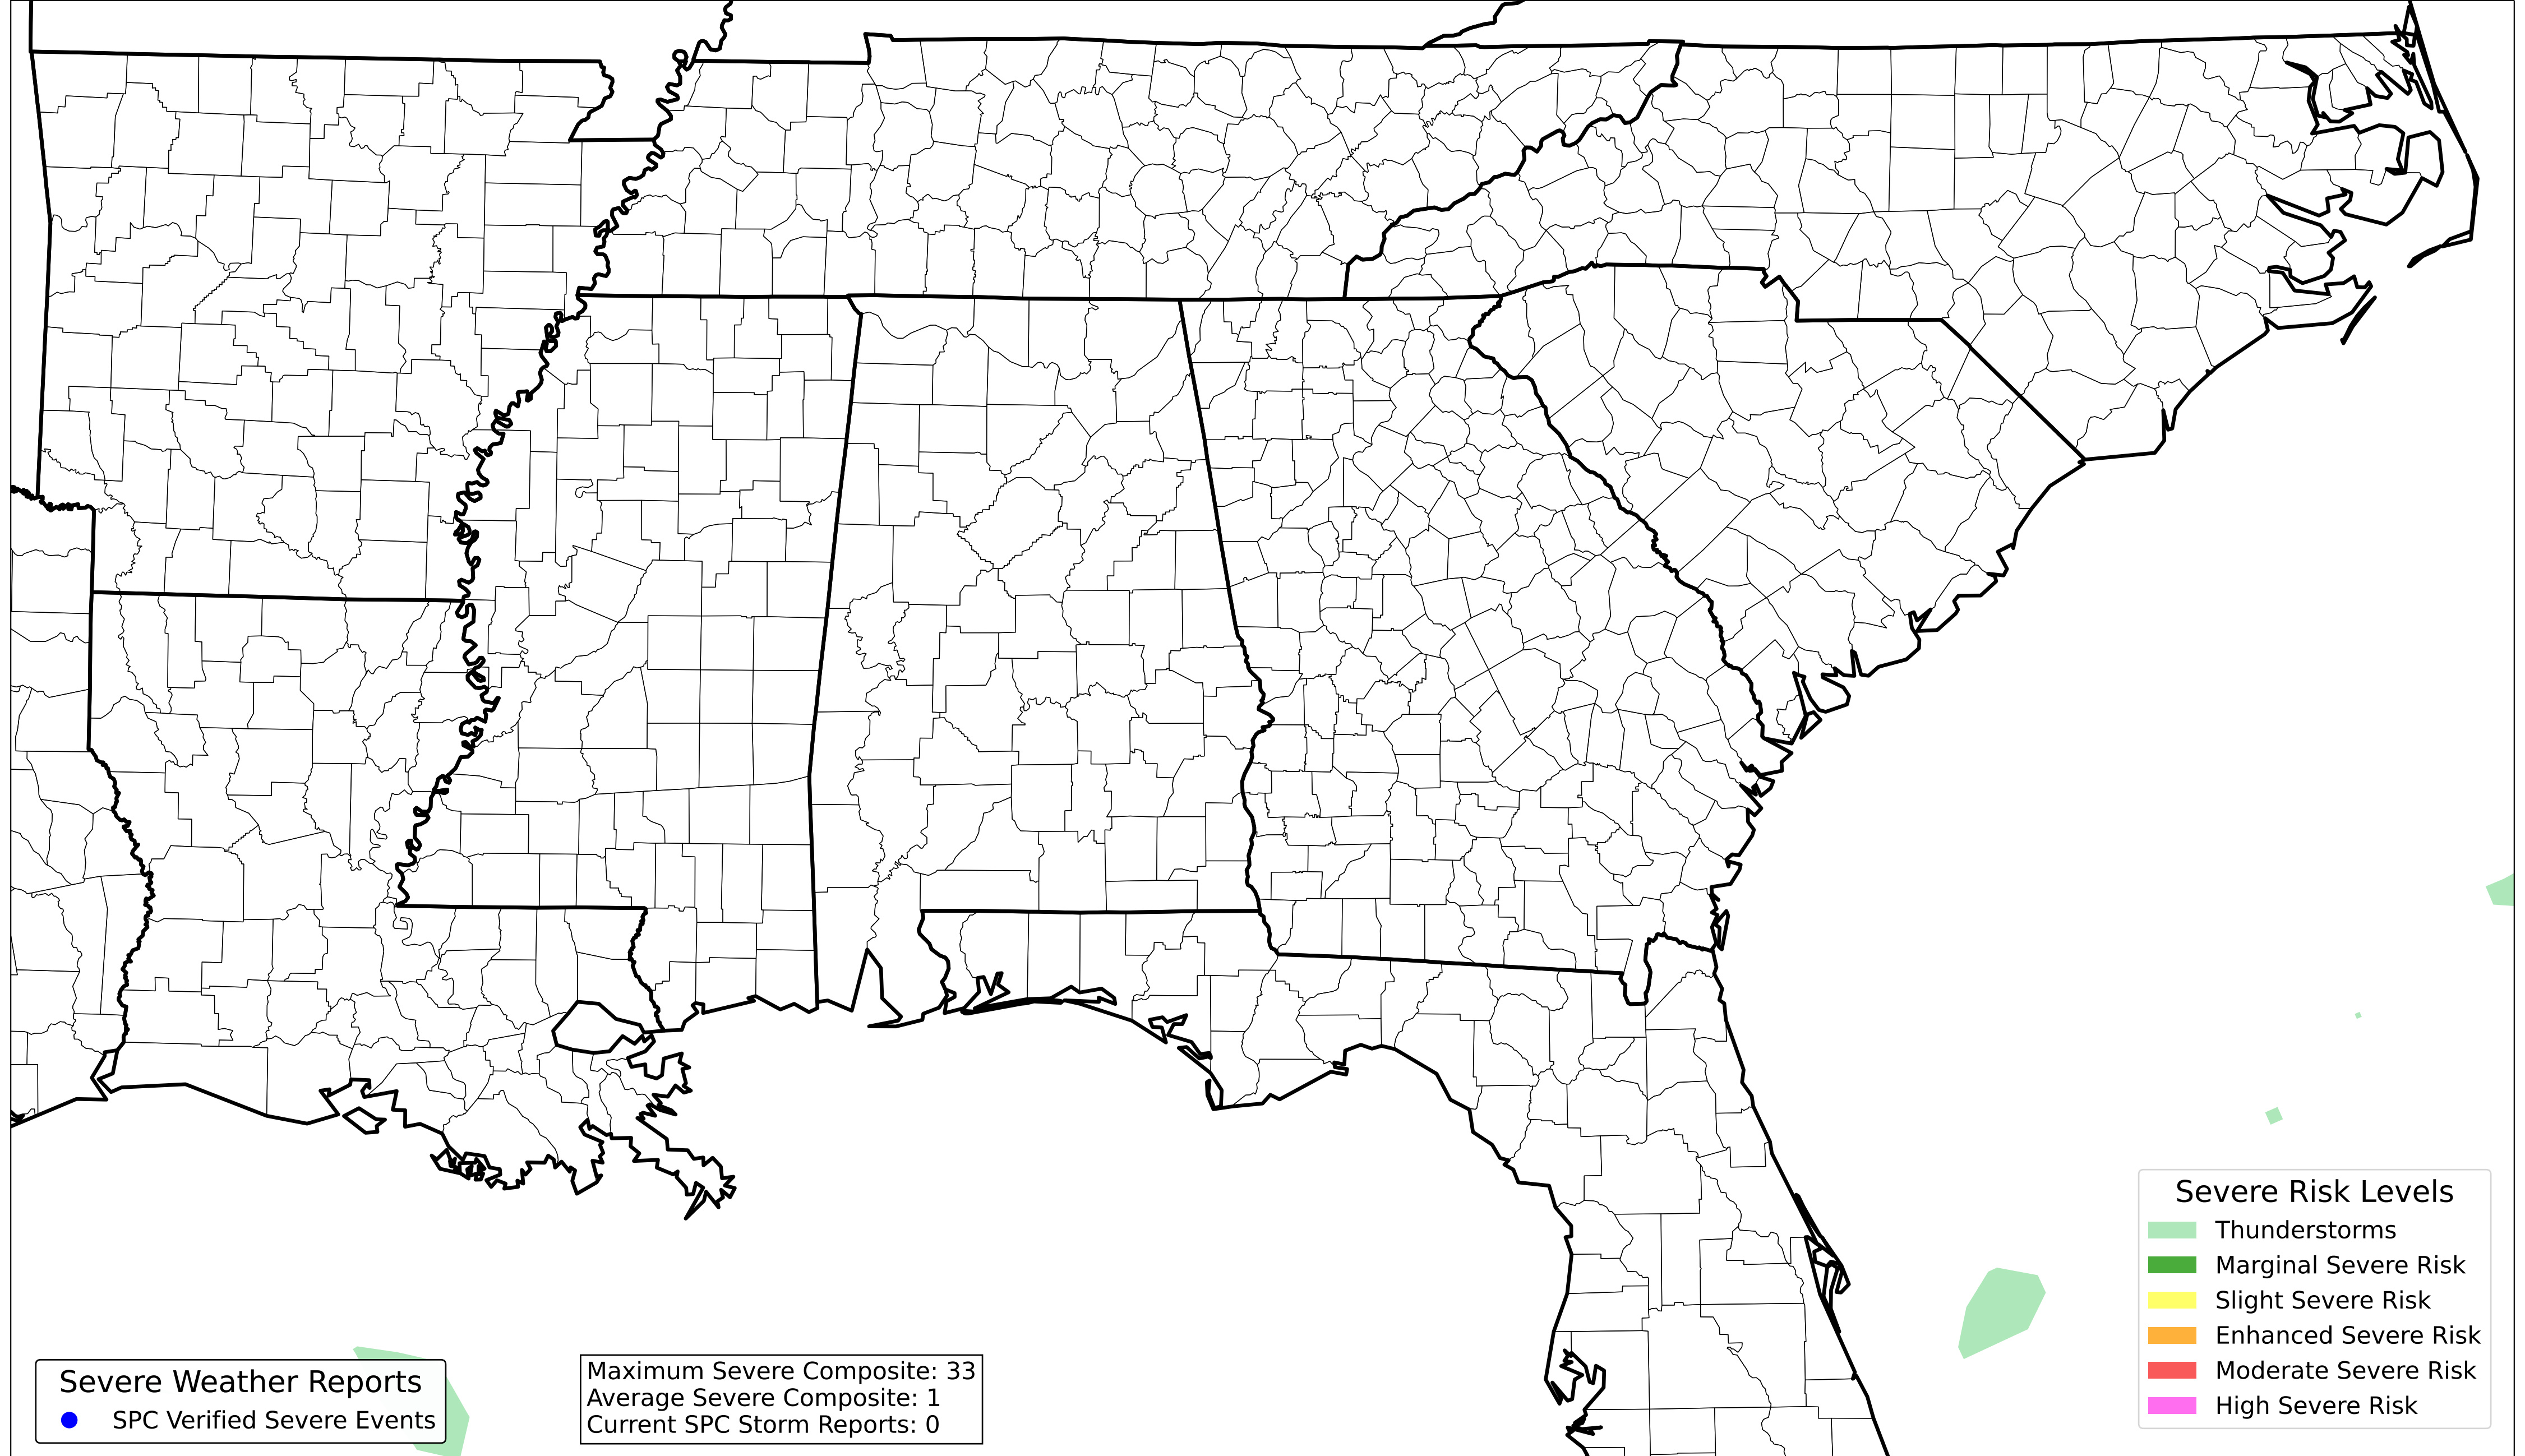 Severe Weather Reports
SPC Verified Severe Events
Maximum Severe Composite: 33
Average Severe Composite: 1
Current SPC Storm Reports: 0
Severe Risk Levels
Thunderstorms
Marginal Severe Risk
Slight Severe Risk
Enhanced Severe Risk
Moderate Severe Risk
High Severe Risk